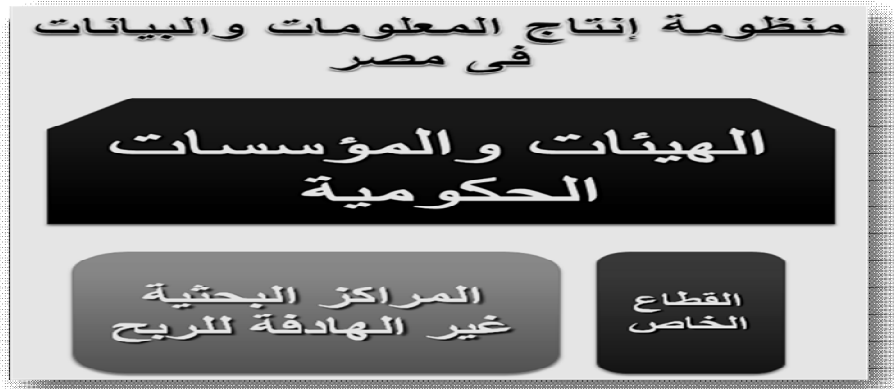 منظومة إنتاج المعلومات والبيانات
فى مصر
الهيئات والمؤسسات
الحكومية
القطاع
الخاص
المراكز البحثية
غير الهادفة للربح